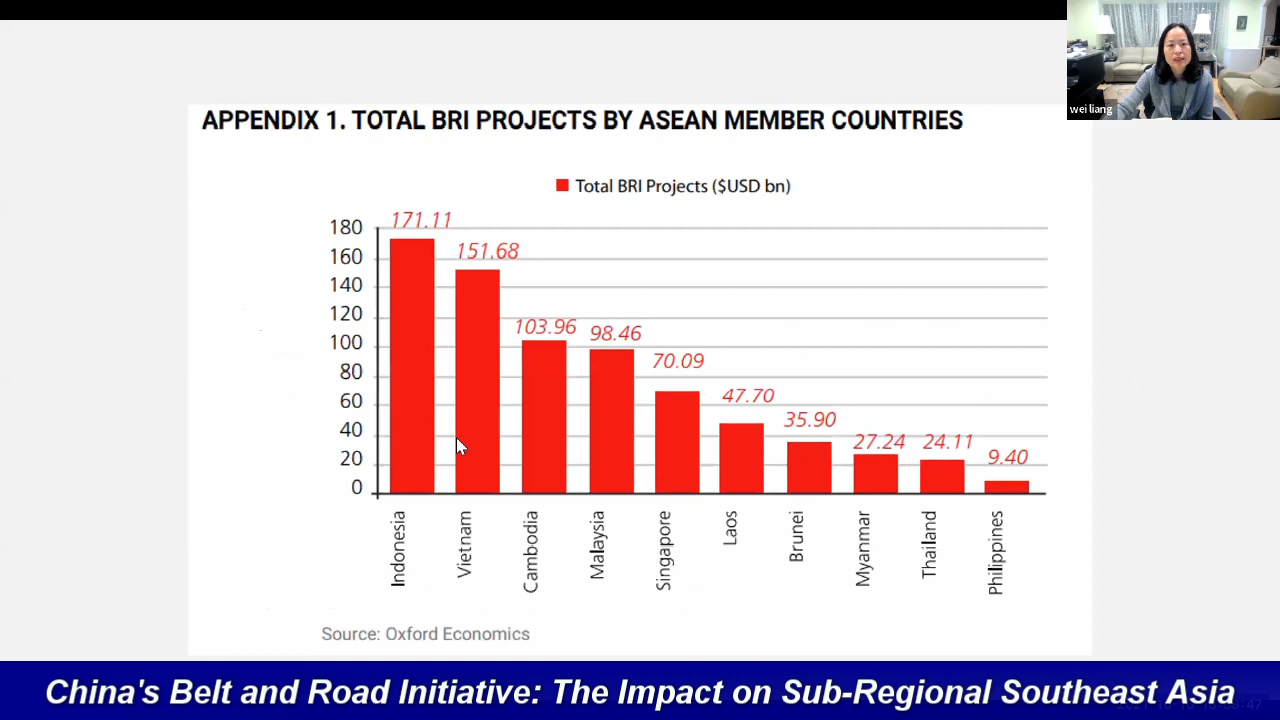 wei liang
APPENDIX 1. TOTAL BRI PROJECTS BY ASEAN MEMBER COUNTRIES
Total BRI Projects ($USD bn)
180
160
140
120
100
80
60
40
20
0
171.11
151.68
103.96
98.46
70.09
47.70
35.90
27.24
24.11
9.40
Indonesia
Vietnam
Cambodia
Malaysia
Singapore
Laos
Brunei
Myanmar
Thailand
Philippines
Source: Oxford Economics
China's Belt and Road Initiative: The Impact on Sub-Regional Southeast Asia